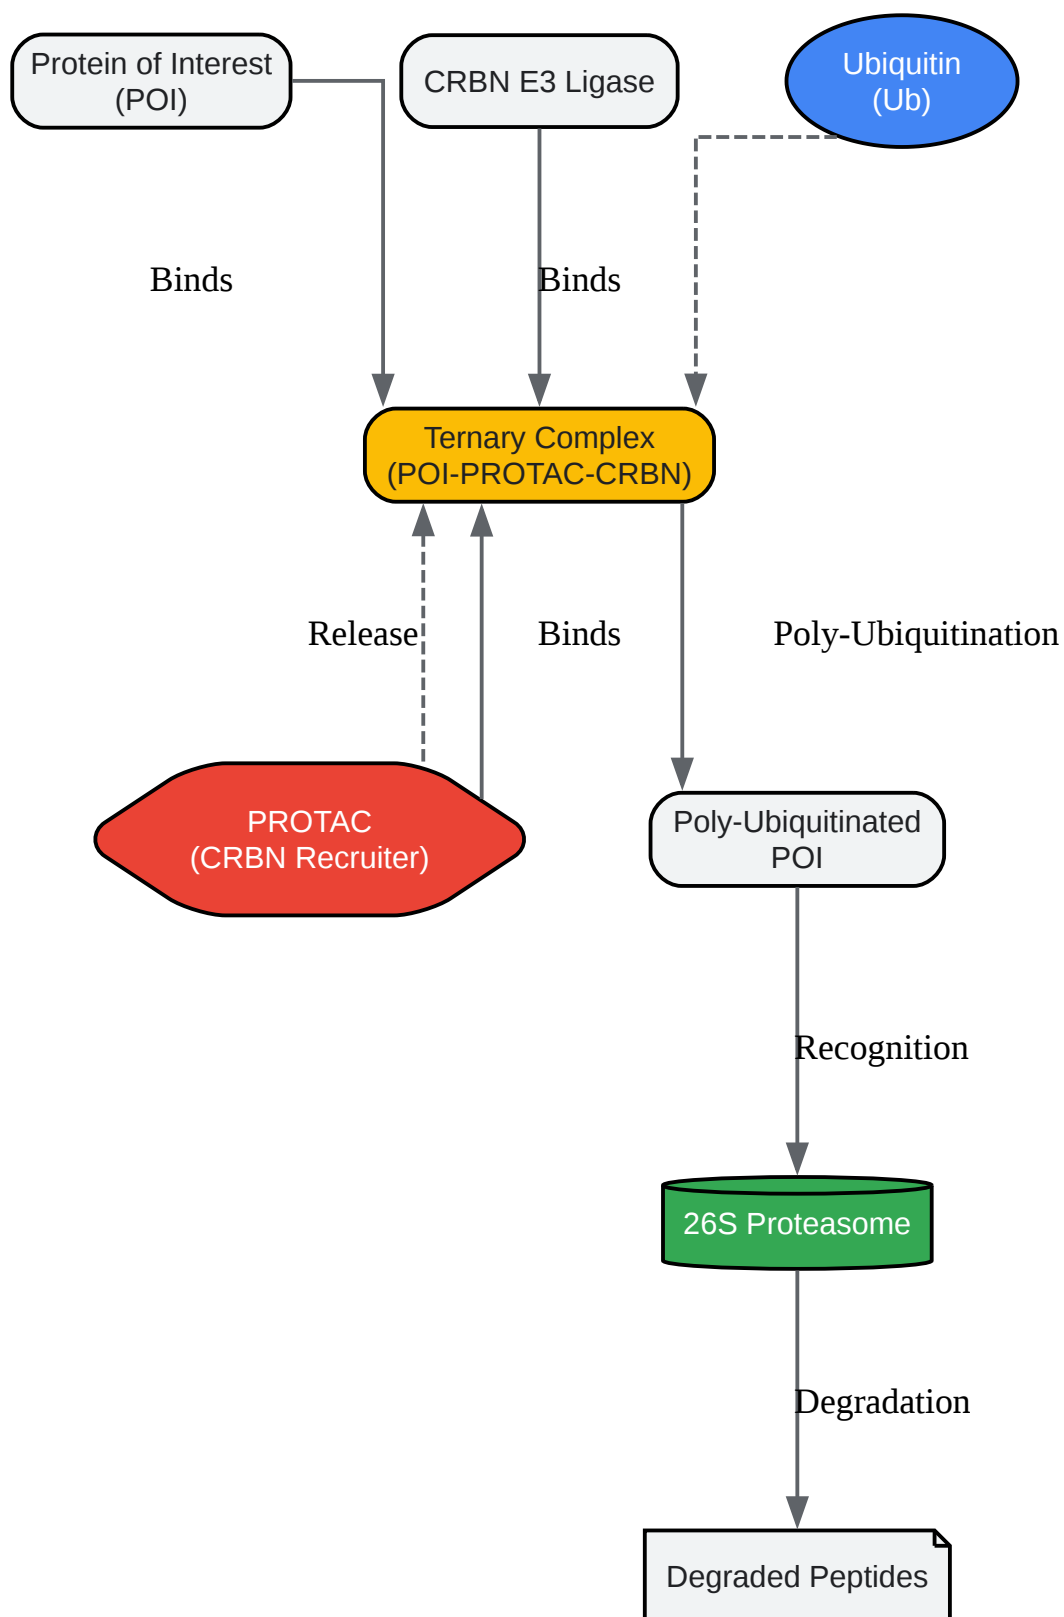 Protein of Interest
(POI)
CRBN E3 Ligase
Ubiquitin
(Ub)
Binds
Binds
Ternary Complex
(POI-PROTAC-CRBN)
Release
Binds
Poly-Ubiquitination
PROTAC
(CRBN Recruiter)
Poly-Ubiquitinated
POI
Recognition
26S Proteasome
Degradation
Degraded Peptides